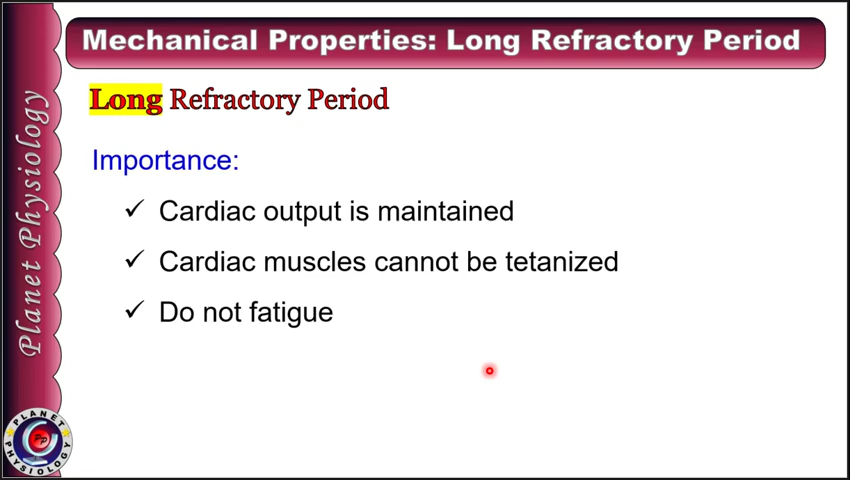 Mechanical Properties: Long Refractory Period
Long Refractory Period
Importance:
✓ Cardiac output is maintained
✓ Cardiac muscles cannot be tetanized
✓ Do not fatigue
Planet Physiology
PLANET
PP
PHYSIOLOGY